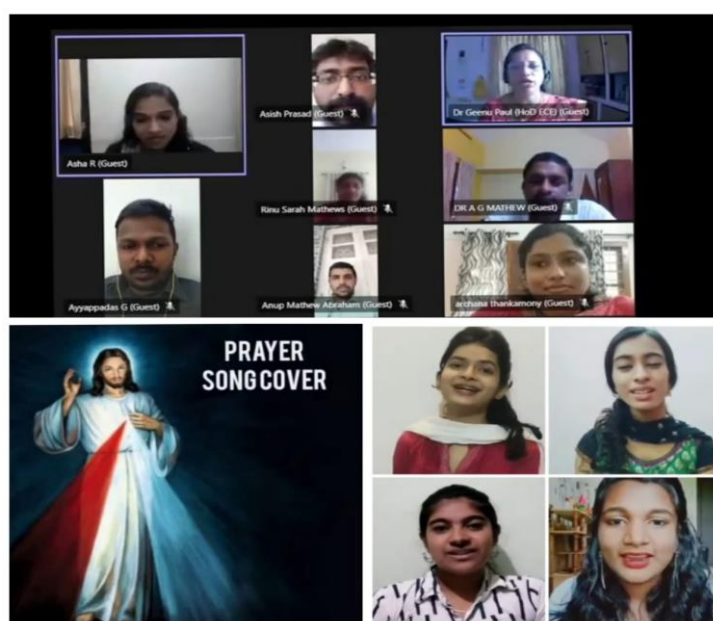 Asish Prasad (Guest)
Dr Geenu Paul (HoD ECE) (Guest)
Asha R (Guest)
Rinu Sarah Mathews (Guest)
DR A G MATHEW (Guest)
Ayyappadas G (Guest)
Anup Mathew Abraham (Guest)
archana thankamony (Guest)
PRAYER
SONG COVER